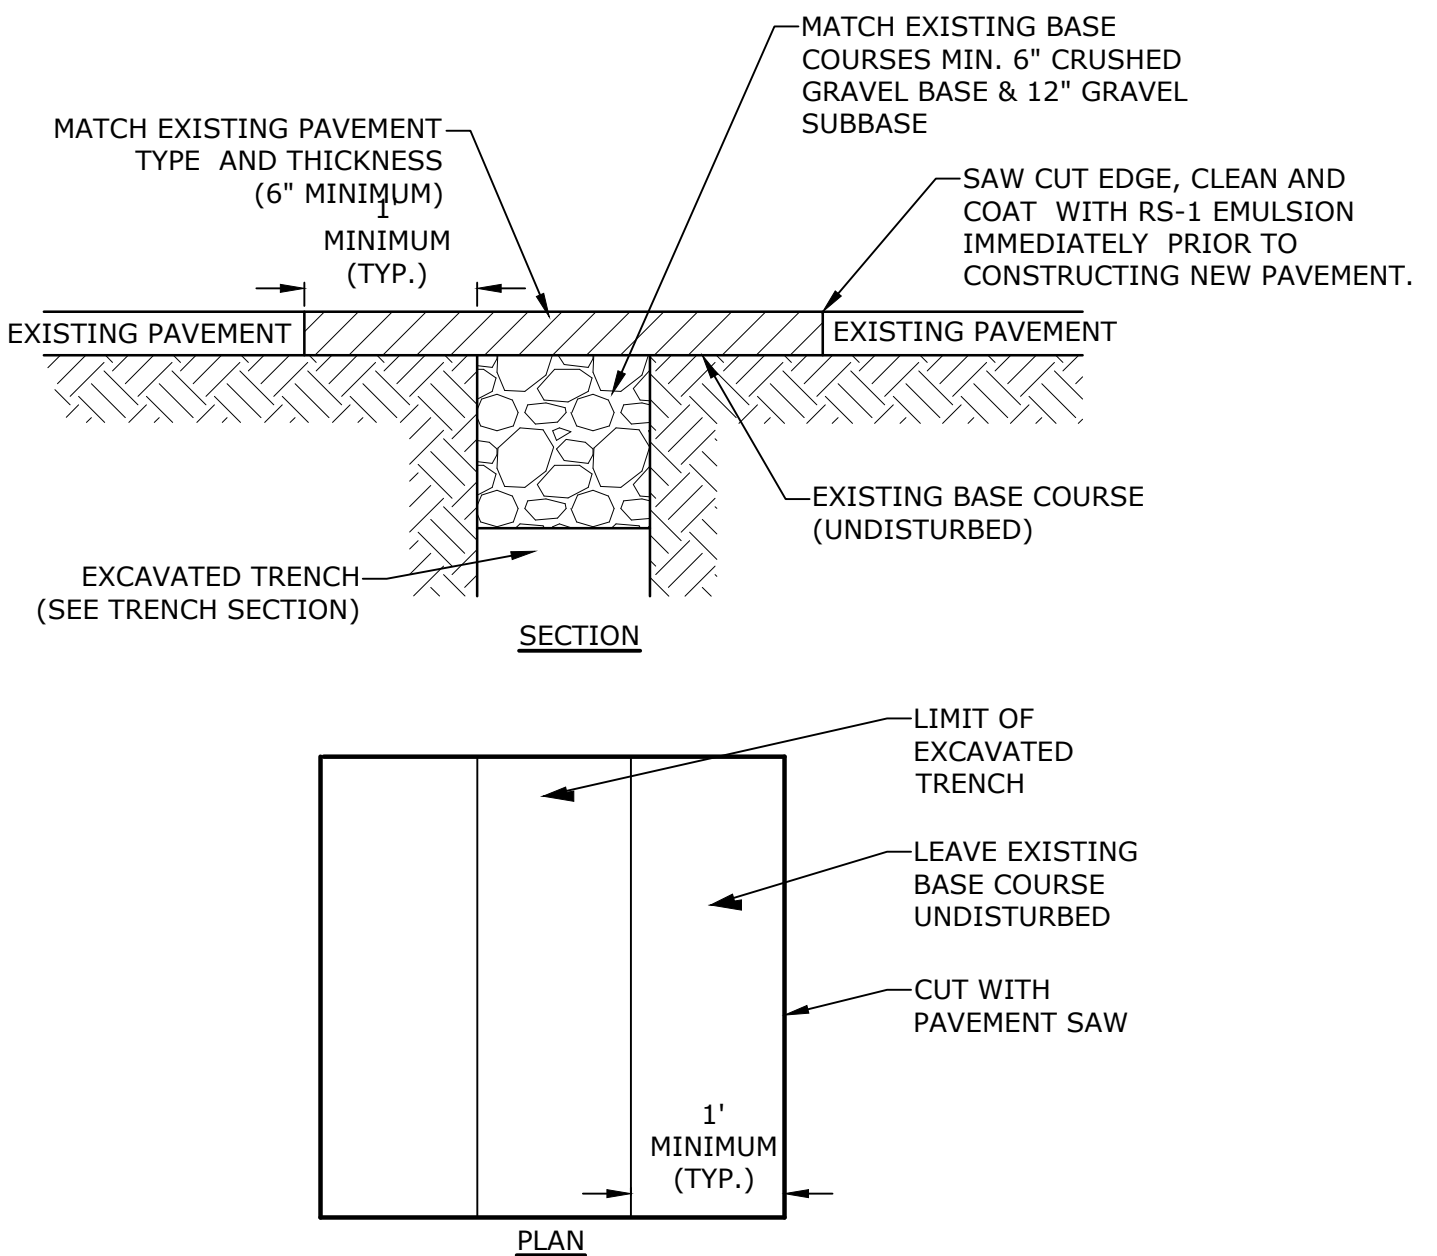 MATCH EXISTING BASE
COURSES MIN. 6" CRUSHED
GRAVEL BASE & 12" GRAVEL
SUBBASE
MATCH EXISTING PAVEMENT
TYPE AND THICKNESS
(6" MINIMUM)
1'
MINIMUM
(TYP.)
SAW CUT EDGE, CLEAN AND
COAT WITH RS-1 EMULSION
IMMEDIATELY PRIOR TO
CONSTRUCTING NEW PAVEMENT.
EXISTING PAVEMENT
EXISTING PAVEMENT
EXISTING BASE COURSE
(UNDISTURBED)
EXCAVATED TRENCH
(SEE TRENCH SECTION)
SECTION
LIMIT OF
EXCAVATED
TRENCH
LEAVE EXISTING
BASE COURSE
UNDISTURBED
CUT WITH
PAVEMENT SAW
1'
MINIMUM
(TYP.)
PLAN